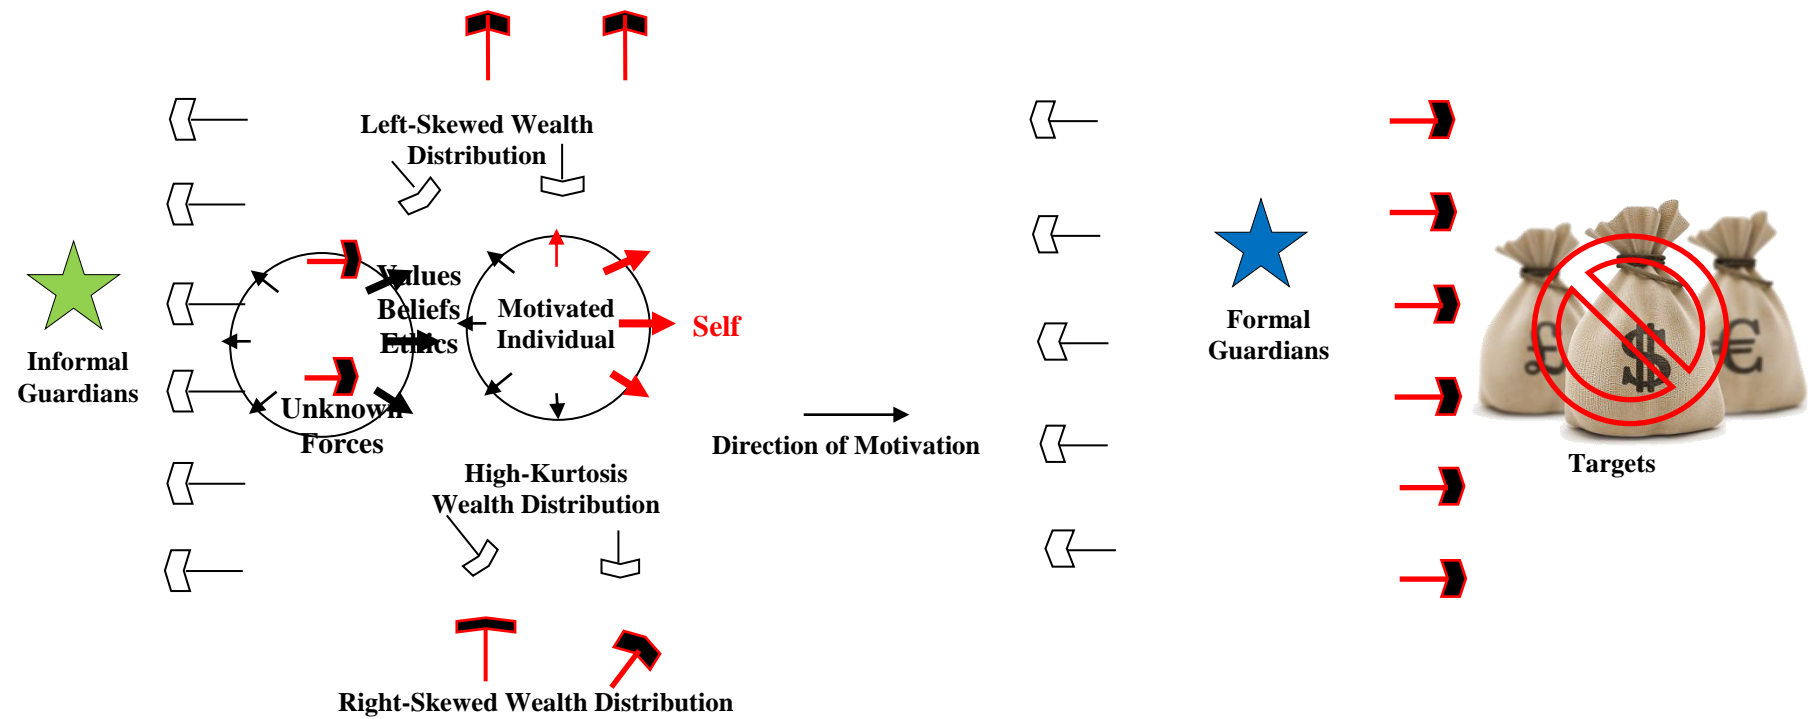 Left-Skewed Wealth
Distribution
Informal
Guardians
Values
Beliefs
Ethics
Unknown
Forces
Motivated
Individual
Self
Direction of Motivation
High-Kurtosis
Wealth Distribution
Right-Skewed Wealth Distribution
Formal
Guardians
£
$
€
Targets